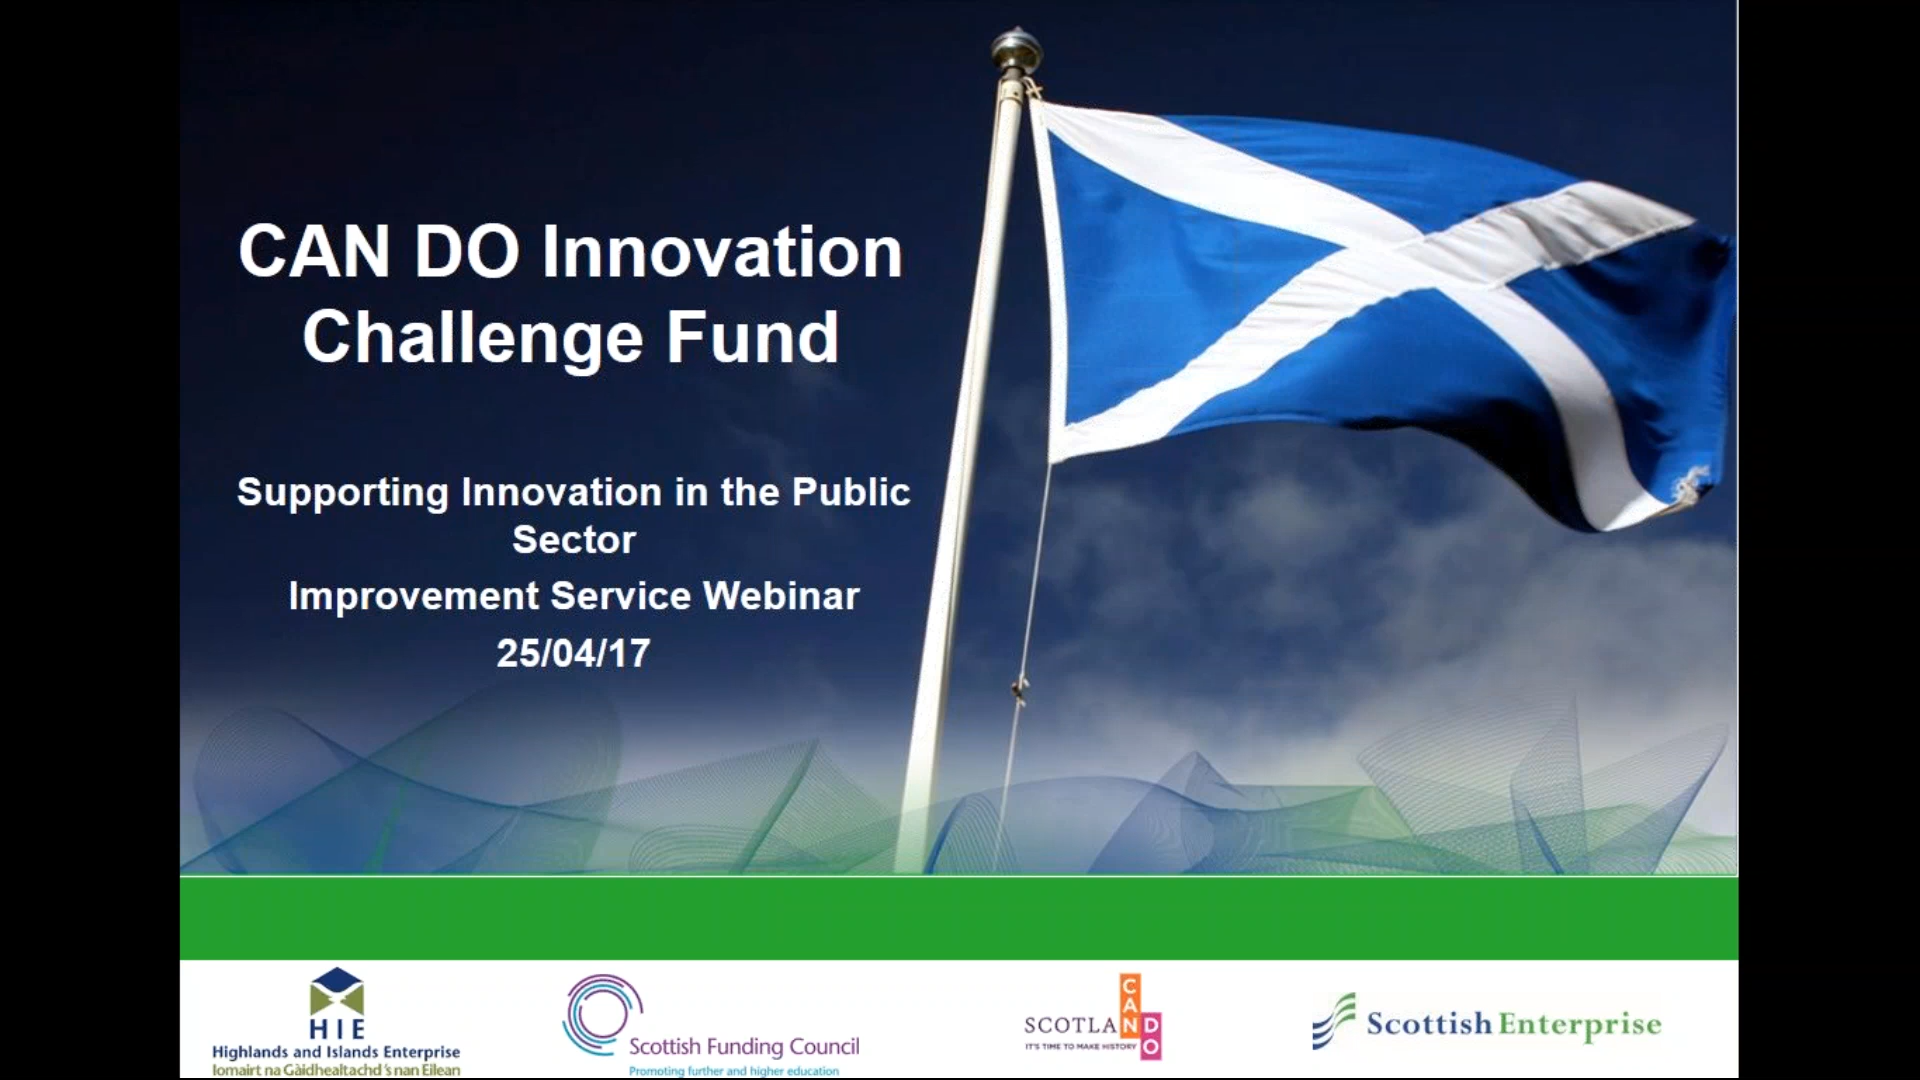 CAN DO Innovation
Challenge Fund
Supporting Innovation in the Public
Sector
Improvement Service Webinar
25/04/17
HIE
Highlands and Islands Enterprise
Iomairt na Gàidhealtachd 's nan Eilean
Scottish Funding Council
Promoting further and higher education
SCOTLAND
CAN
DO
IT'S TIME TO MAKE HISTORY
Scottish Enterprise